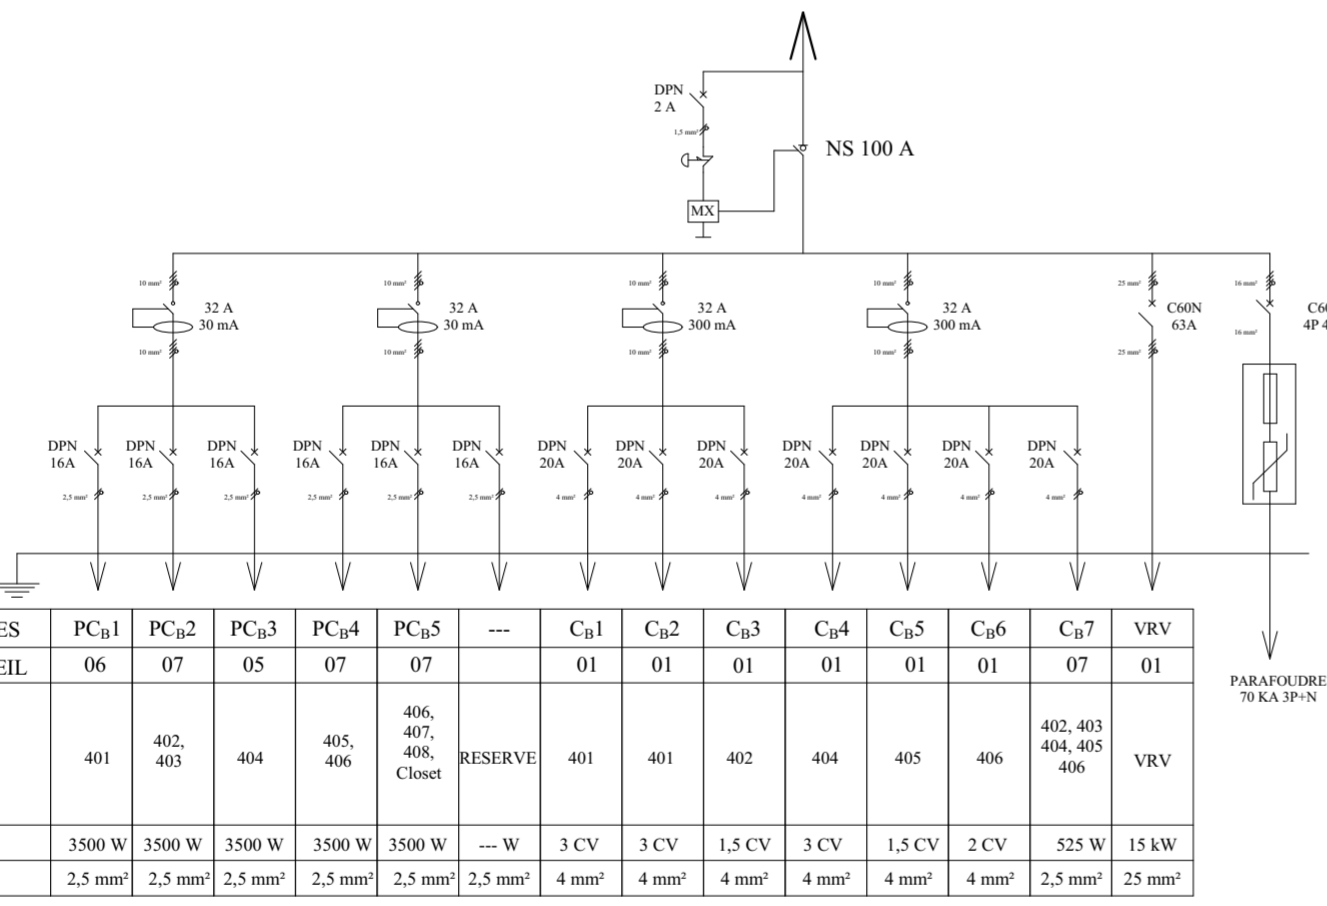 DPN
2 A
1,5 mm²
NS 100 A
MX
10 mm² 10 mm² 10 mm² 10 mm² 25 mm² 16 mm²
32 A 32 A 32 A 32 A C60N C60
30 mA 30 mA 300 mA 300 mA 63A 4P 4
16 mm²
10 mm² 10 mm² 10 mm² 10 mm² 25 mm²
DPN DPN DPN DPN DPN DPN DPN DPN DPN DPN DPN DPN DPN
16A 16A 16A 16A 16A 16A 20A 20A 20A 20A 20A 20A 20A
2,5 mm² 2,5 mm² 2,5 mm² 2,5 mm² 2,5 mm² 2,5 mm² 4 mm² 4 mm² 4 mm² 4 mm² 4 mm² 4 mm² 4 mm²
ES PCB1 PCB2 PCB3 PCB4 PCB5 --- CB1 CB2 CB3 CB4 CB5 CB6 CB7 VRV
EIL 06 07 05 07 07 01 01 01 01 01 01 07 01
401
402,
403
404
405,
406
406,
407,
408,
Closet
RESERVE
401
401
402
404
405
406
402, 403
404, 405
406
VRV
3500 W 3500 W 3500 W 3500 W 3500 W --- W 3 CV 3 CV 1,5 CV 3 CV 1,5 CV 2 CV 525 W 15 kW
2,5 mm² 2,5 mm² 2,5 mm² 2,5 mm² 2,5 mm² 2,5 mm² 4 mm² 4 mm² 4 mm² 4 mm² 4 mm² 4 mm² 2,5 mm² 25 mm²
PARAFOUDRE
70 KA 3P+N